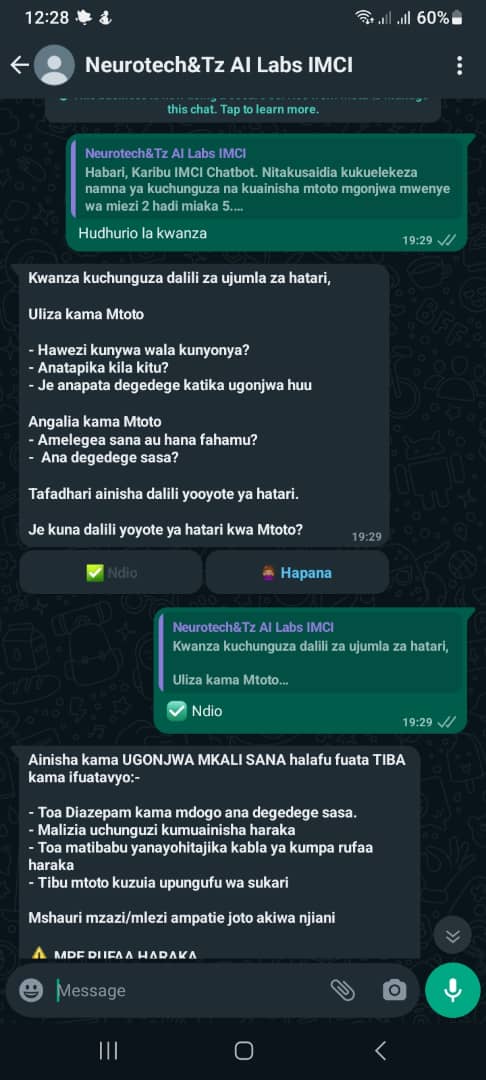 12:28
60%
Neurotech&Tz AI Labs IMCI
this chat. Tap to learn more.
Neurotech&Tz AI Labs IMCI
Habari, Karibu IMCI Chatbot. Nitakusaidia kukuelekeza
namna ya kuchunguza na kuainisha mtoto mgonjwa mwenye
wa miezi 2 hadi miaka 5....
Hudhurio la kwanza
19:29
Kwanza kuchunguza dalili za ujumla za hatari,
Uliza kama Mtoto
- Hawezi kunywa wala kunyonya?
- Anatapika kila kitu?
- Je anapata degedege katika ugonjwa huu
Angalia kama Mtoto
- Amelegea sana au hana fahamu?
- Ana degedege sasa?
Tafadhari ainisha dalili yooyote ya hatari.
Je kuna dalili yoyote ya hatari kwa Mtoto?
19:29
✅ Ndio
🙅🏾‍♀️ Hapana
Neurotech&Tz AI Labs IMCI
Kwanza kuchunguza dalili za ujumla za hatari,
Uliza kama Mtoto...
✅ Ndio
19:29
Ainisha kama UGONJWA MKALI SANA halafu fuata TIBA
kama ifuatavyo:-
- Toa Diazepam kama mdogo ana degedege sasa.
- Malizia uchunguzi kumuainisha haraka
- Toa matibabu yanayohitajika kabla ya kumpa rufaa
haraka
- Tibu mtoto kuzuia upungufu wa sukari
Mshauri mzazi/mlezi ampatie joto akiwa njiani
⚠️ MPE RUFAA HARAKA
Message